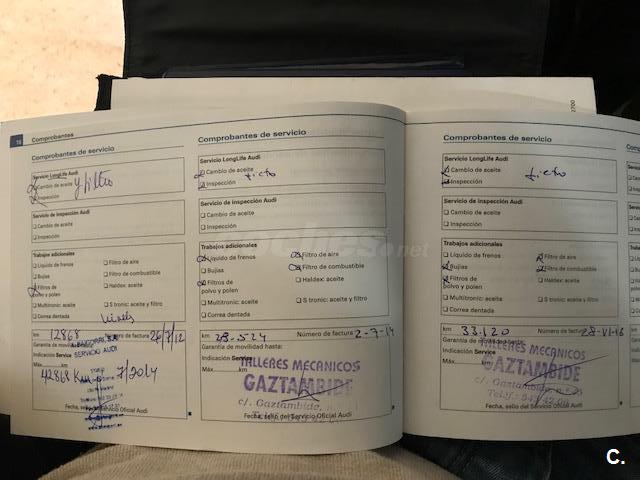 16 Comprobantes
Comprobantes de servicio
Servicio LongLife Audi
Cambio de aceite y filtro
Inspección
Servicio de inspección Audi
Cambio de aceite
Inspección
Trabajos adicionales
Líquido de frenos
Bujías
Filtro de combustible
Filtros de polvo y polen
Haldex: aceite
Multitronic: aceite
S tronic: aceite y filtro
Correa dentada
km 12868 Número de factura
Garantía de movilidad hasta:
SERVICIO AUDI
Indicación Service
Máx. km
Fecha, sello del Servicio Oficial Audi
Comprobantes de servicio
Servicio LongLife Audi
Cambio de aceite
Inspección
Servicio de inspección Audi
Cambio de aceite
Inspección
Trabajos adicionales
Líquido de frenos Filtro de aire
Bujías Filtro de combustible
Filtros de Haldex: aceite
polvo y polen
Multitronic: aceite S tronic: aceite y filtro
Correa dentada
km 28.524 Número de factura 2-7-14
Garantía de movilidad hasta:
Indicación Service
Máx. km
TALLERES MECANICOS
GAZTAMBIDE
c/. Gaztambide,
Fecha, sello del Servicio Oficial Audi
Comprobantes de servicio
Servicio LongLife Audi
Cambio de aceite
Inspección
Servicio de inspección Audi
Cambio de aceite
Inspección
Trabajos adicionales
Líquido de frenos Filtro de aire
Bujías Filtro de combustible
Filtros de Haldex: aceite
polvo y polen
Multitronic: aceite S tronic: aceite y filtro
Correa dentada
km 33.120 Número de factura
Garantía de movilidad hasta:
Indicación Service
Máx. km
TALLERES MECANICOS
GAZTAMBIDE
c/. Gaztambide
Fecha, sello del Servicio Oficial Audi
coches.net
C.